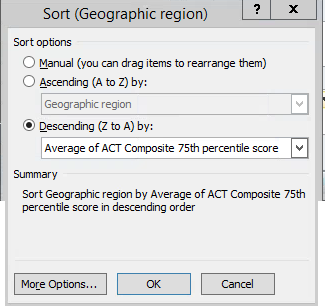 Sort (Geographic region)
?
x
Sort options
Manual (you can drag items to rearrange them)
Ascending (A to Z) by:
Geographic region
Descending (Z to A) by:
Average of ACT Composite 75th percentile score
Summary
Sort Geographic region by Average of ACT Composite 75th
percentile score in descending order
More Options...
OK
Cancel